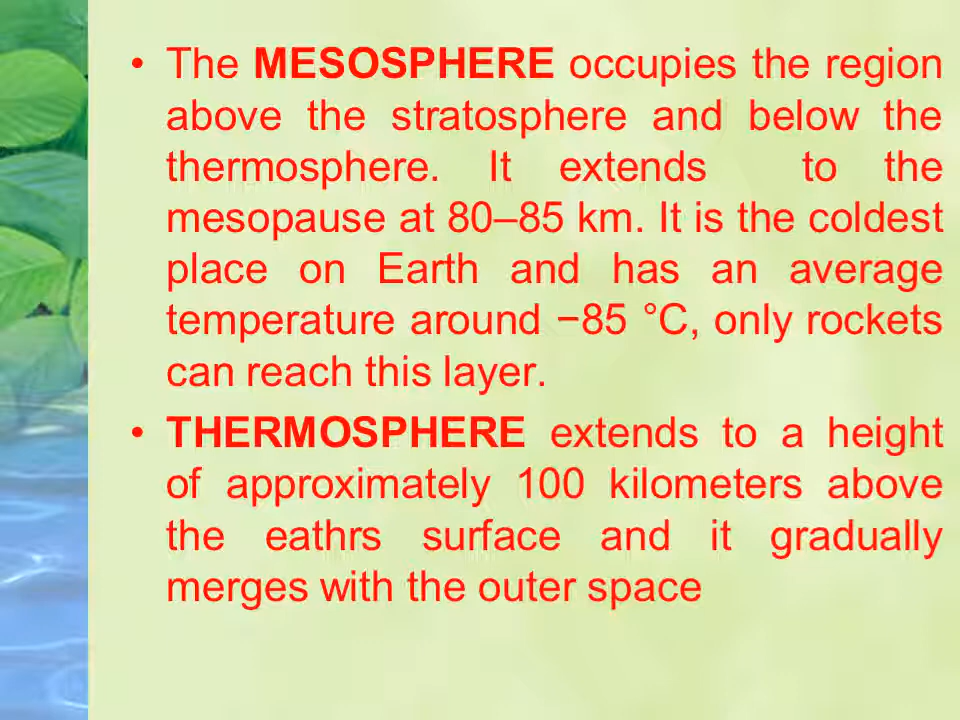 • The MESOSPHERE occupies the region
above the stratosphere and below the
thermosphere. It extends to the
mesopause at 80–85 km. It is the coldest
place on Earth and has an average
temperature around −85 °C, only rockets
can reach this layer.
• THERMOSPHERE extends to a height
of approximately 100 kilometers above
the eathrs surface and it gradually
merges with the outer space